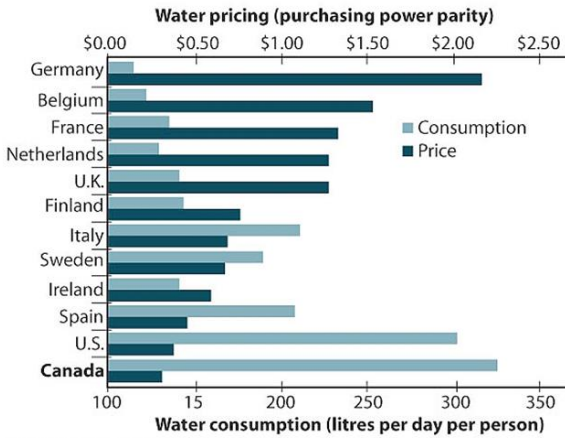 Water pricing (purchasing power parity)
$0.00 $0.50 $1.00 $1.50 $2.00 $2.50
Germany
Belgium
France
Consumption
Netherlands
Price
U.K.
Finland
Italy
Sweden
Ireland
Spain
U.S.
Canada
100 15 200 250 300 350
Water consumption (litres per day per person)